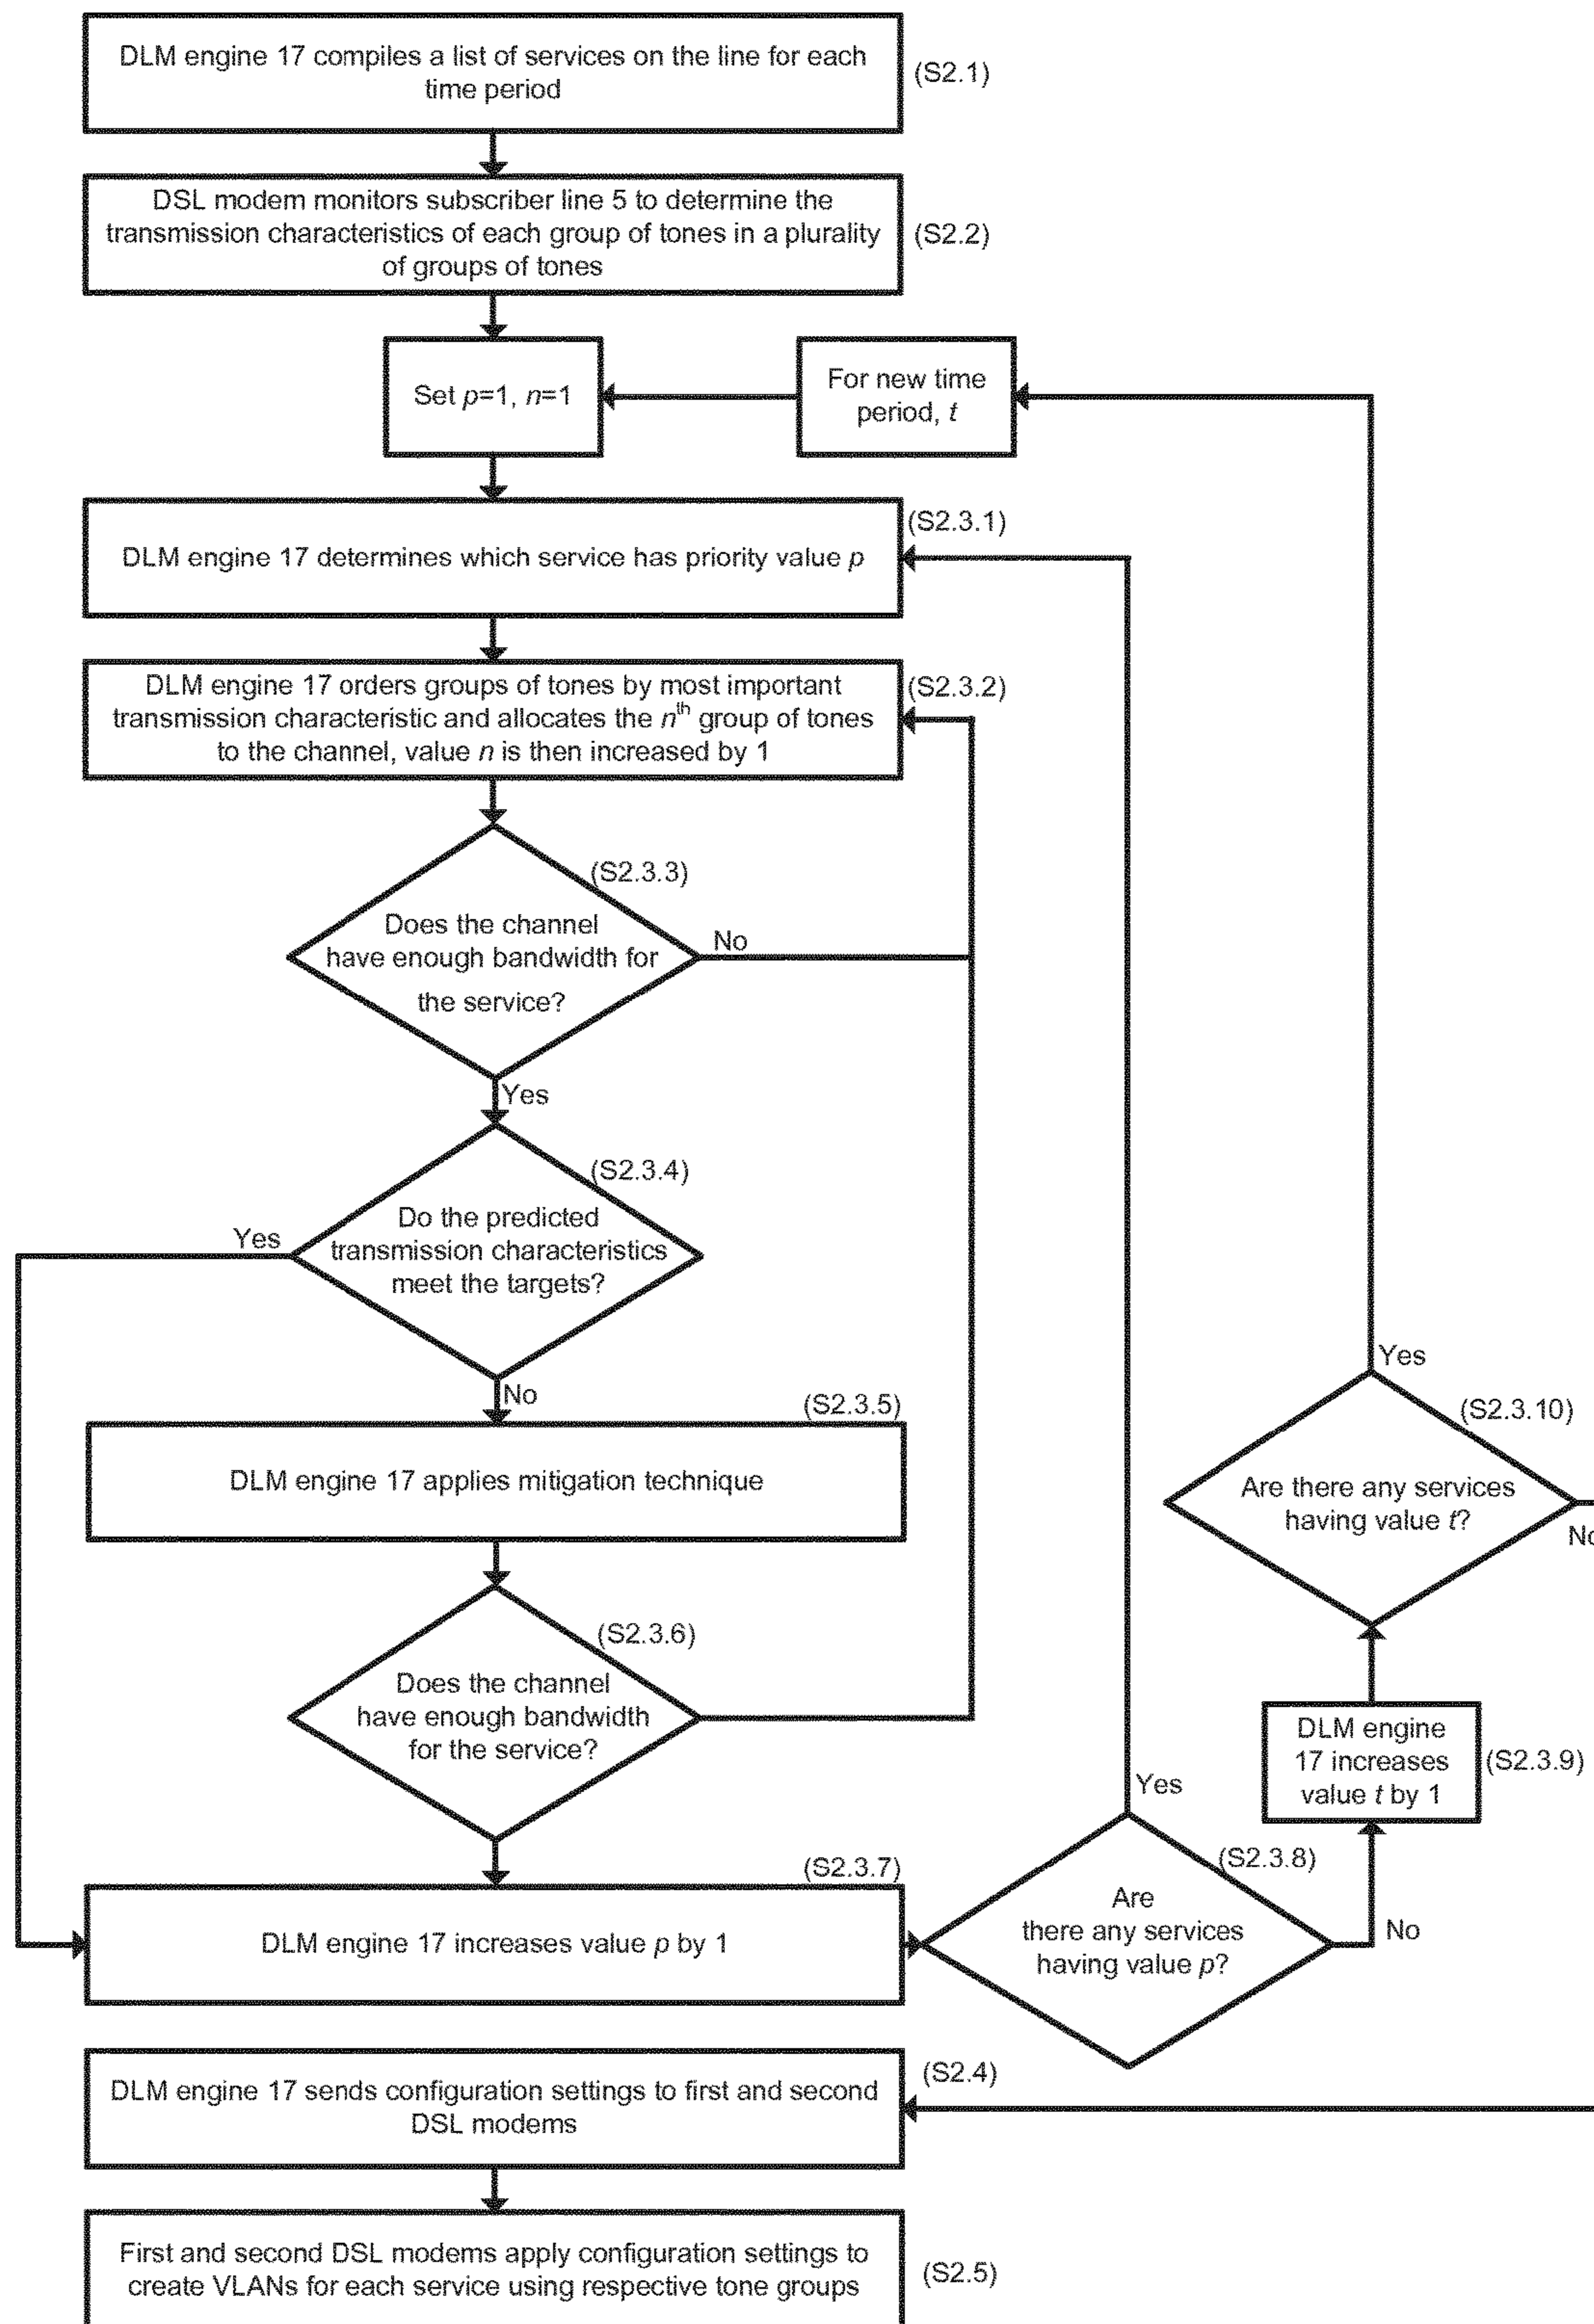 DLM engine 17 compiles a list of services on the line for each
time period
(S2.1)
DSL modem monitors subscriber line 5 to determine the
transmission characteristics of each group of tones in a plurality
of groups of tones
(S2.2)
Set p=1, n=1
For new time
period, t
(S2.3.1)
DLM engine 17 determines which service has priority value p
DLM engine 17 orders groups of tones by most important
transmission characteristic and allocates the nth group of tones
to the channel, value n is then increased by 1
(S2.3.2)
(S2.3.3)
Does the channel
have enough bandwidth for
the service?
No
Yes
(S2.3.4)
Do the predicted
transmission characteristics
meet the targets?
Yes
No
(S2.3.5)
DLM engine 17 applies mitigation technique
(S2.3.6)
Does the channel
have enough bandwidth
for the service?
(S2.3.7)
DLM engine 17 increases value p by 1
Yes
(S2.3.8)
Are
there any services
having value p?
No
DLM engine
17 increases
value t by 1
(S2.3.9)
Yes
(S2.3.10)
Are there any services
having value t?
No
DLM engine 17 sends configuration settings to first and second
DSL modems
(S2.4)
First and second DSL modems apply configuration settings to
create VLANs for each service using respective tone groups
(S2.5)